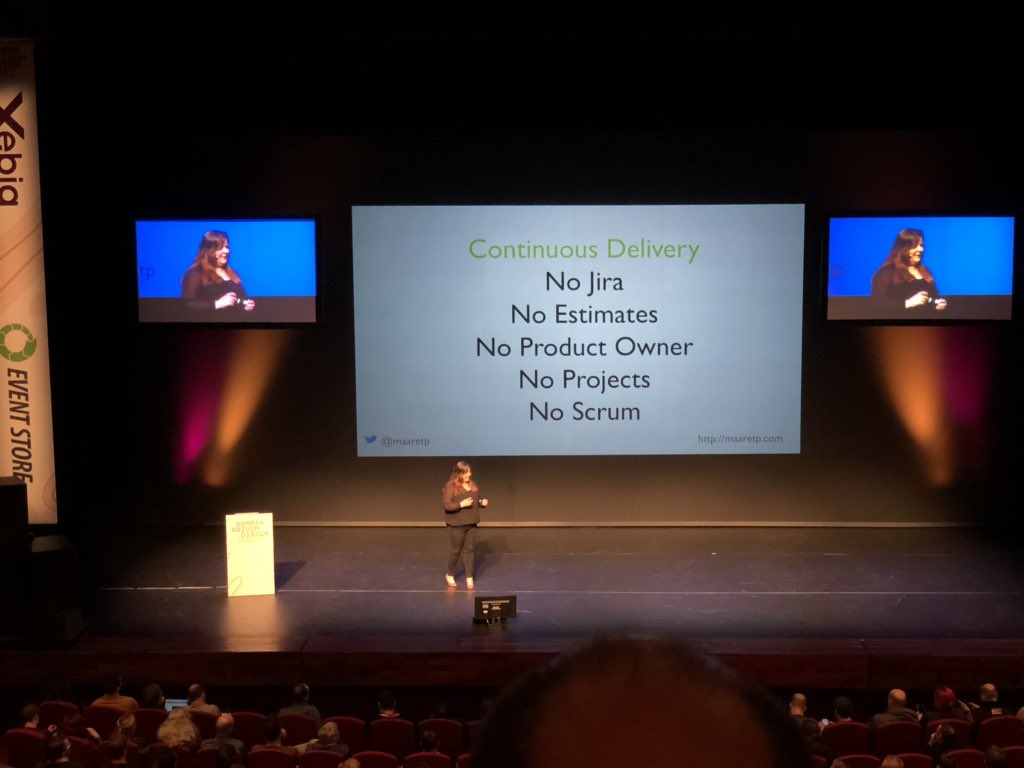 Xebia
EVENT STORE
tp
Continuous Delivery
No Jira
No Estimates
No Product Owner
No Projects
No Scrum
@maaretp
http://maaretp.com
DOMAIN
DRIVEN
DESIGN